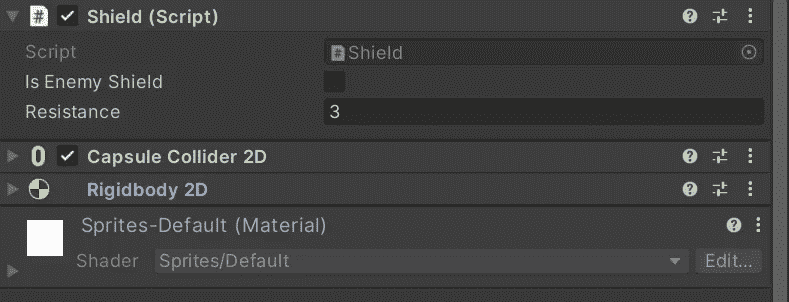 Shield (Script)
Script Shield
Is Enemy Shield
Resistance 3
Capsule Collider 2D
Rigidbody 2D
Sprites-Default (Material)
Shader Sprites/Default Edit...